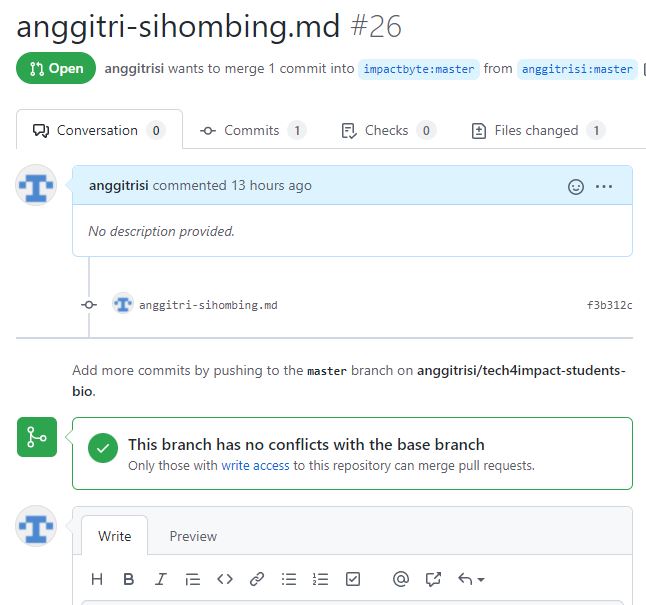 anggitri-sihombing.md #26
Open anggitrisi wants to merge 1 commit into impactbyte:master from anggitrisi:master
Conversation 0 Commits 1 Checks 0 Files changed 1
anggitrisi commented 13 hours ago
No description provided.
anggitri-sihombing.md f3b312c
Add more commits by pushing to the master branch on anggitrisi/tech4impact-students-
bio.
This branch has no conflicts with the base branch
Only those with write access to this repository can merge pull requests.
Write Preview